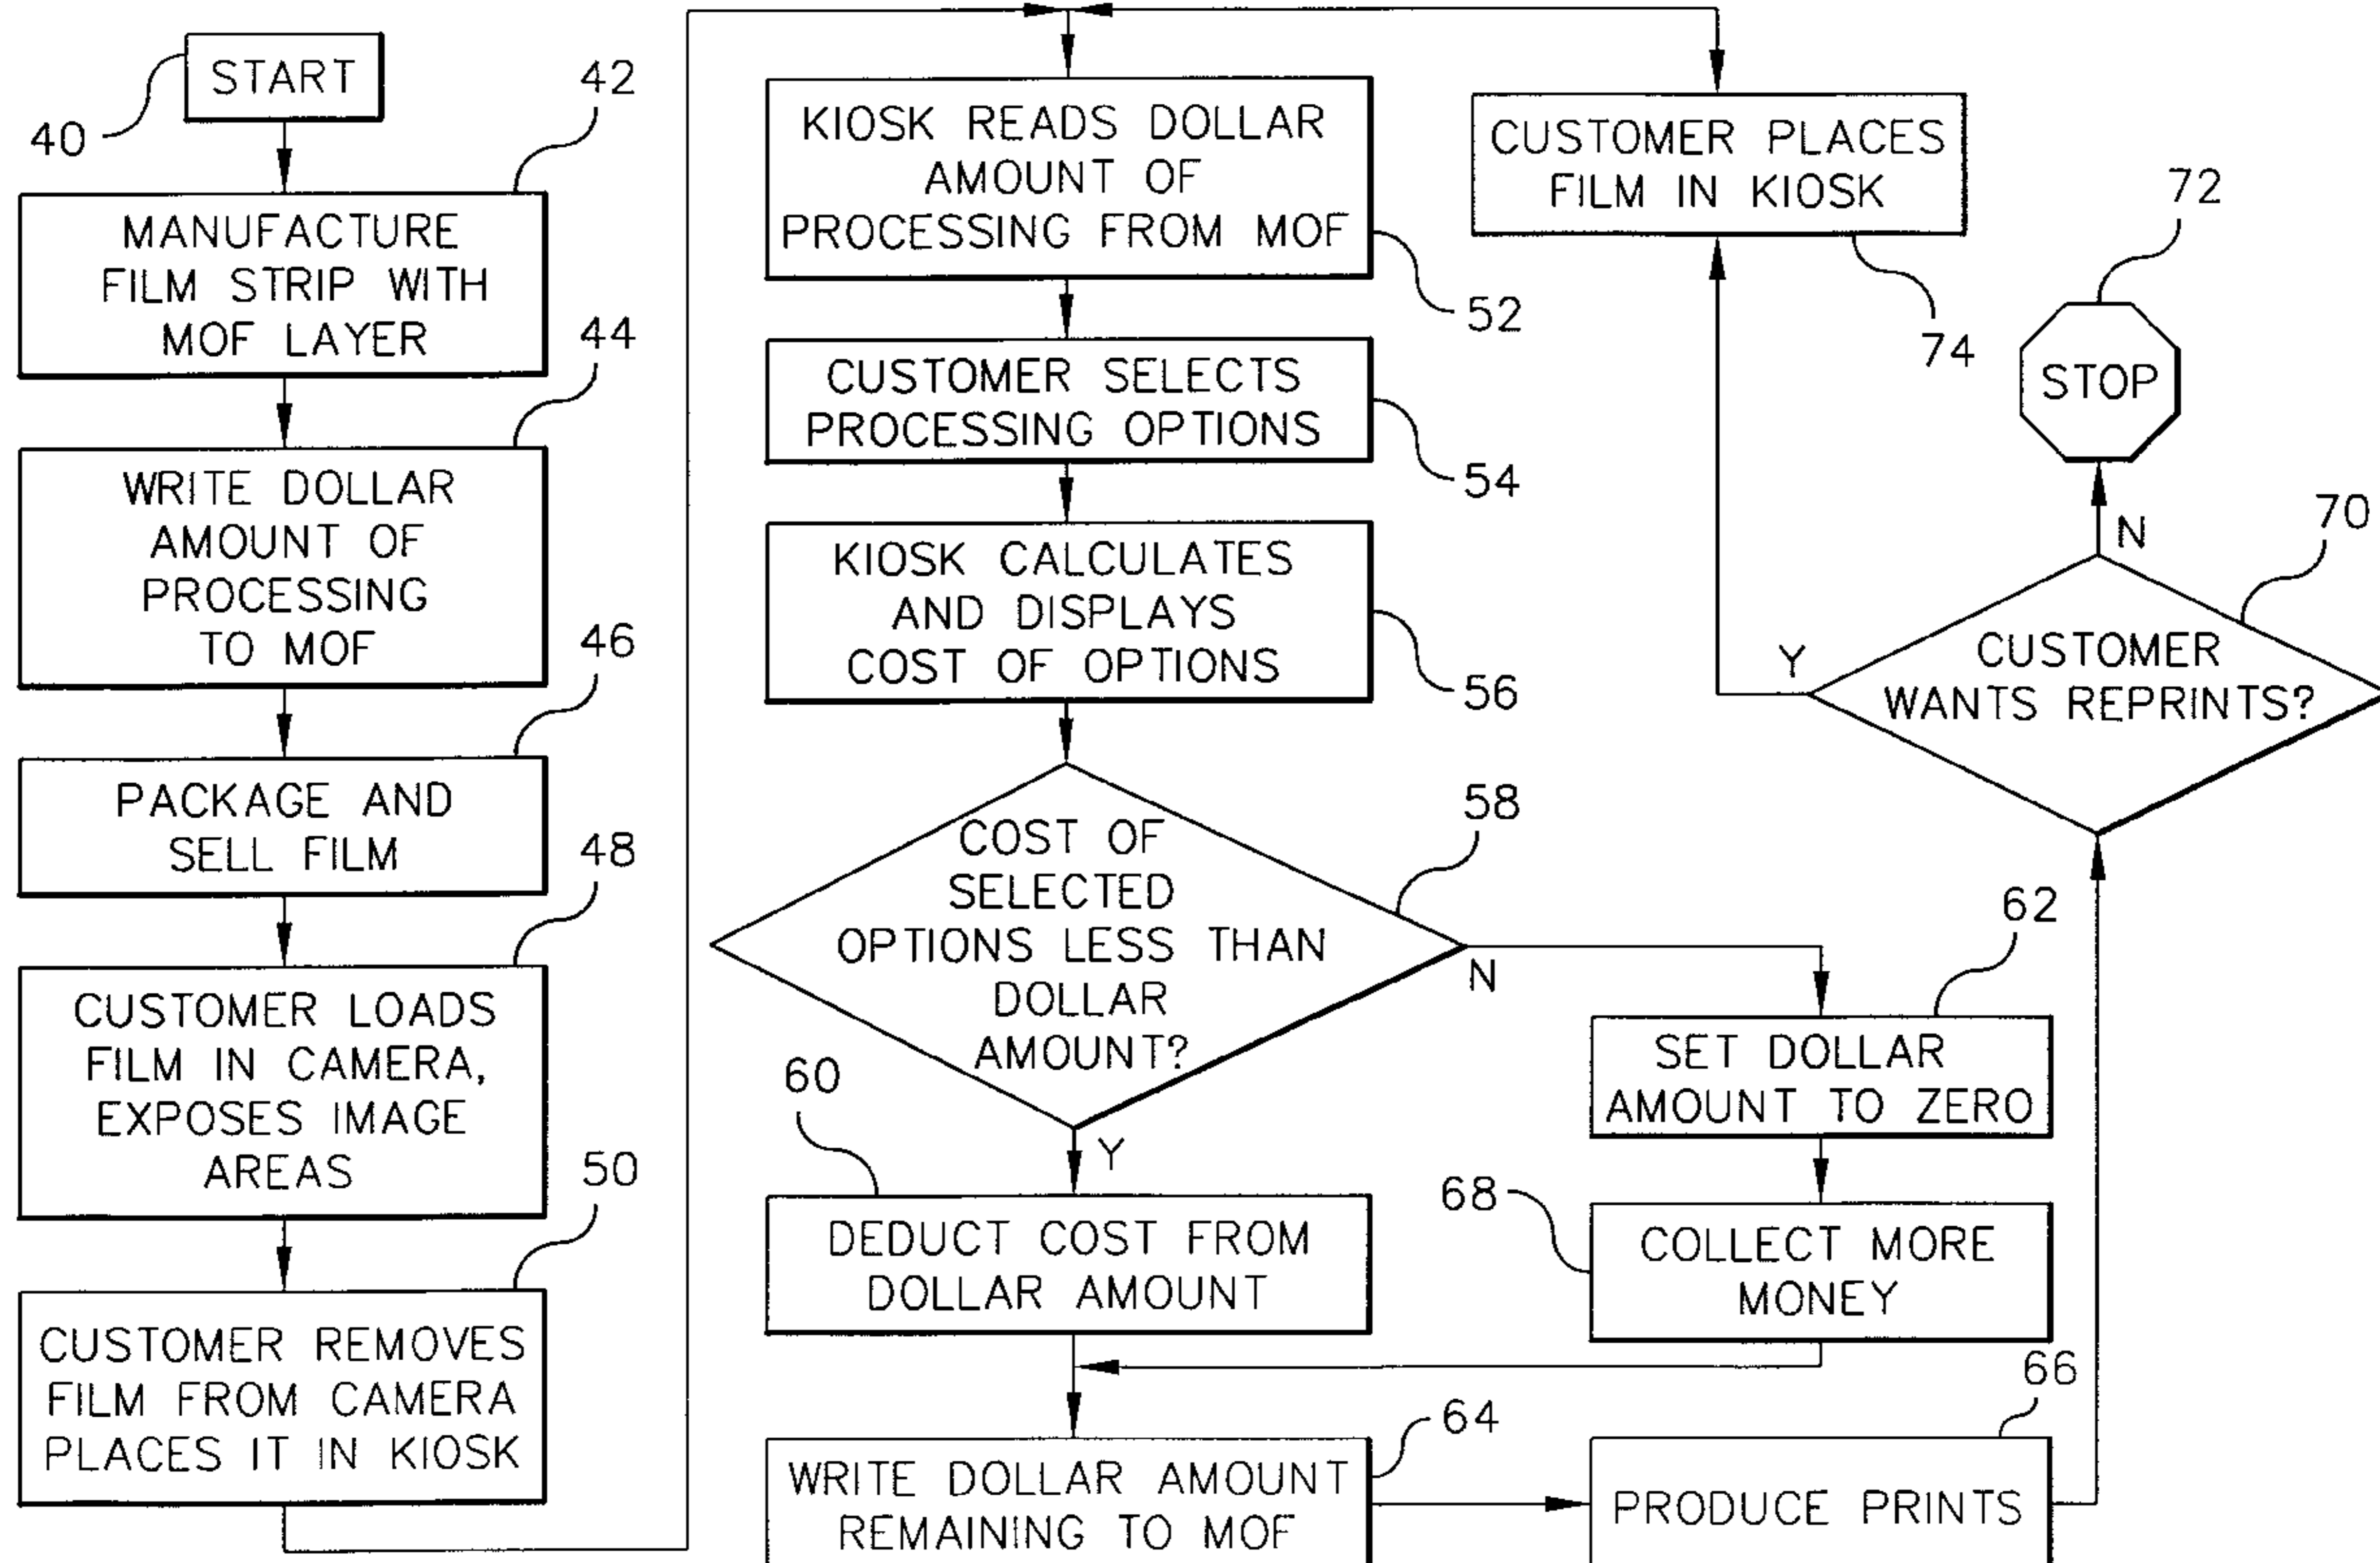 START
40
42
MANUFACTURE
FILM STRIP WITH
MOF LAYER
44
WRITE DOLLAR
AMOUNT OF
PROCESSING
TO MOF
46
PACKAGE AND
SELL FILM
48
CUSTOMER LOADS
FILM IN CAMERA,
EXPOSES IMAGE
AREAS
50
CUSTOMER REMOVES
FILM FROM CAMERA
PLACES IT IN KIOSK
KIOSK READS DOLLAR
AMOUNT OF
PROCESSING FROM MOF
52
CUSTOMER SELECTS
PROCESSING OPTIONS
54
KIOSK CALCULATES
AND DISPLAYS
COST OF OPTIONS
56
COST OF
SELECTED
OPTIONS LESS THAN
DOLLAR
AMOUNT?
58
N
Y
60
DEDUCT COST FROM
DOLLAR AMOUNT
62
SET DOLLAR
AMOUNT TO ZERO
68
COLLECT MORE
MONEY
64
WRITE DOLLAR AMOUNT
REMAINING TO MOF
66
PRODUCE PRINTS
70
CUSTOMER
WANTS REPRINTS?
Y
N
72
STOP
CUSTOMER PLACES
FILM IN KIOSK
74